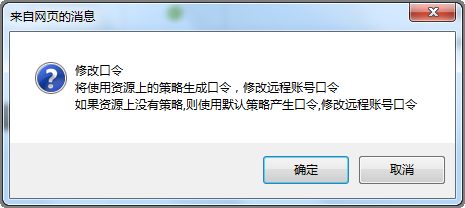 来自网页的消息
修改口令
将使用资源上的策略生成口令，修改远程账号口令
如果资源上没有策略,则使用默认策略产生口令,修改远程账号口令
确定
取消